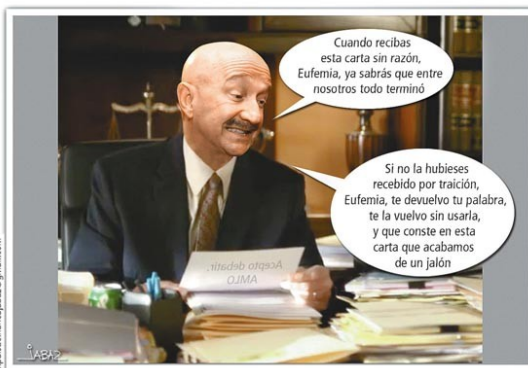 Cuando recibas
esta carta sin razón,
Eufemia, ya sabrás que entre
nosotros todo terminó
Si no la hubieses
recebido por traición,
Eufemia, te devuelvo tu palabra,
te la vuelvo sin usarla,
y que conste en esta
carta que acabamos
de un jalón
Acepto debatir.
AMLO
JABAZ